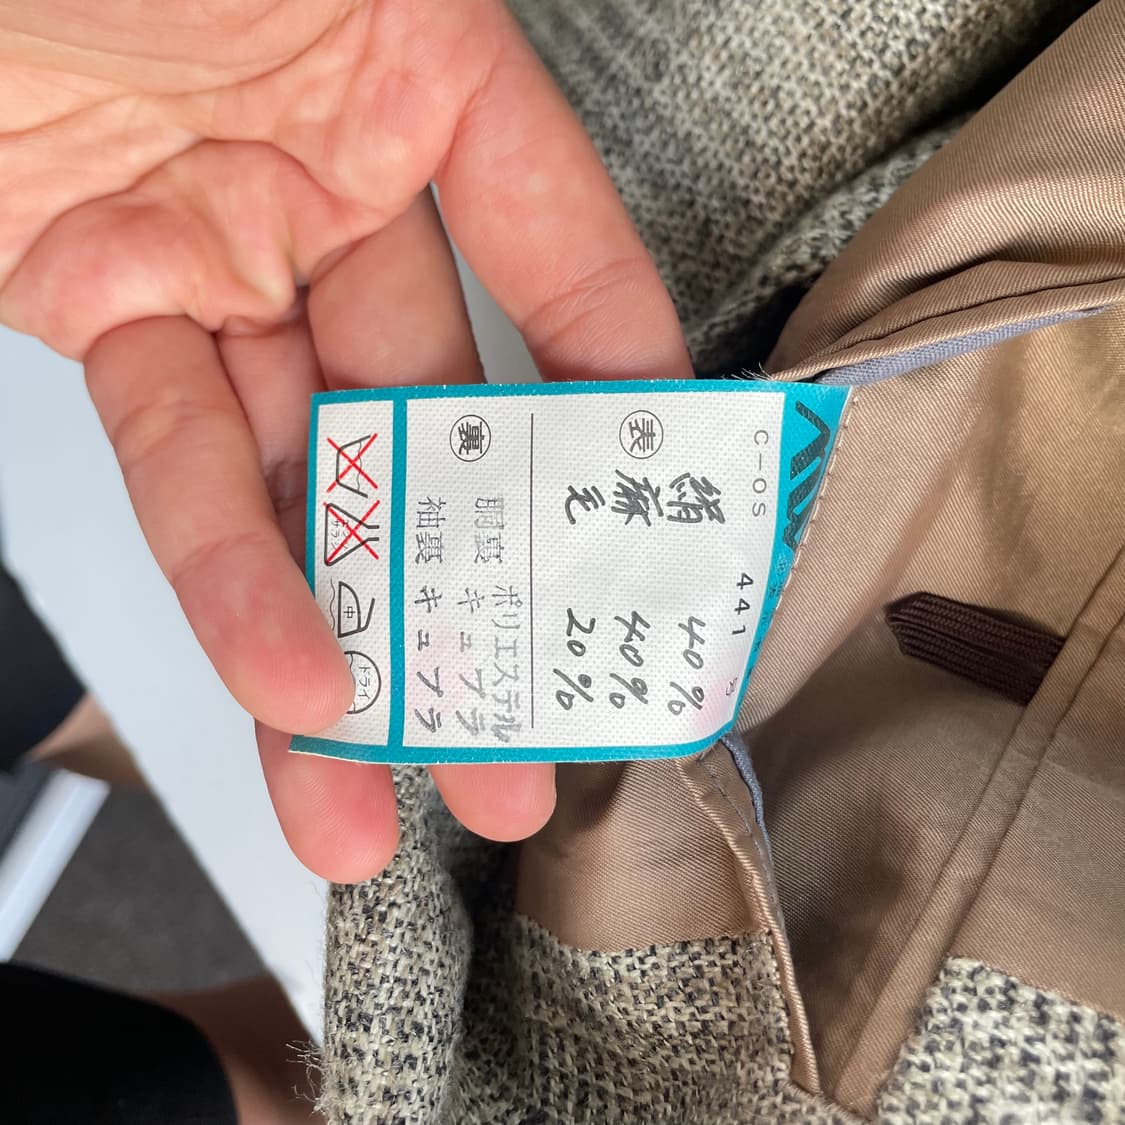 C-OS 441 号
表 絹 40%
麻 40%
毛 20%
裏 胴裏 ポリエステル
キュプラ
袖裏 キュプラ
中
ドライ